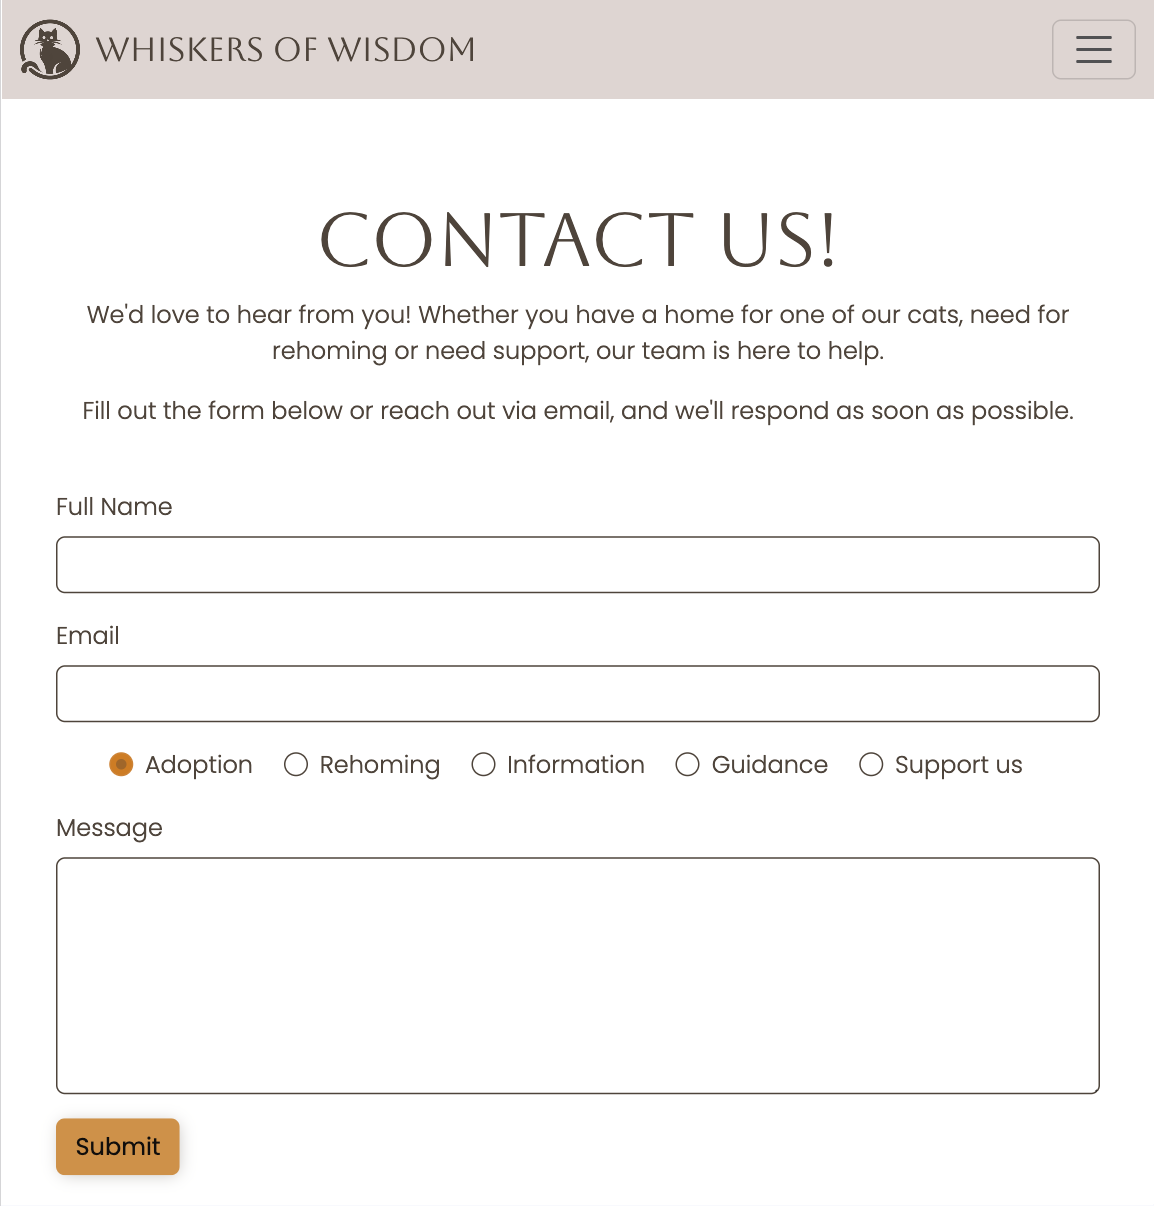 WHISKERS OF WISDOM
CONTACT US!
We'd love to hear from you! Whether you have a home for one of our cats, need for
rehoming or need support, our team is here to help.
Fill out the form below or reach out via email, and we'll respond as soon as possible.
Full Name
Email
Adoption Rehoming Information Guidance Support us
Message
Submit